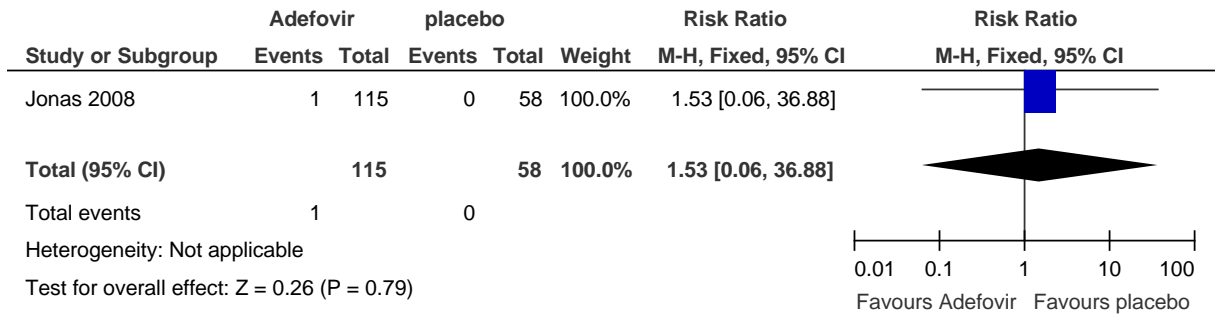 Adefovir placebo Risk Ratio Risk Ratio
Study or Subgroup Events Total Events Total Weight M-H, Fixed, 95% CI M-H, Fixed, 95% CI
Jonas 2008 1 115 0 58 100.0% 1.53 [0.06, 36.88]
Total (95% CI) 115 58 100.0% 1.53 [0.06, 36.88]
Total events 1 0
Heterogeneity: Not applicable
Test for overall effect: Z = 0.26 (P = 0.79)
0.01 0.1 1 10 100
Favours Adefovir Favours placebo